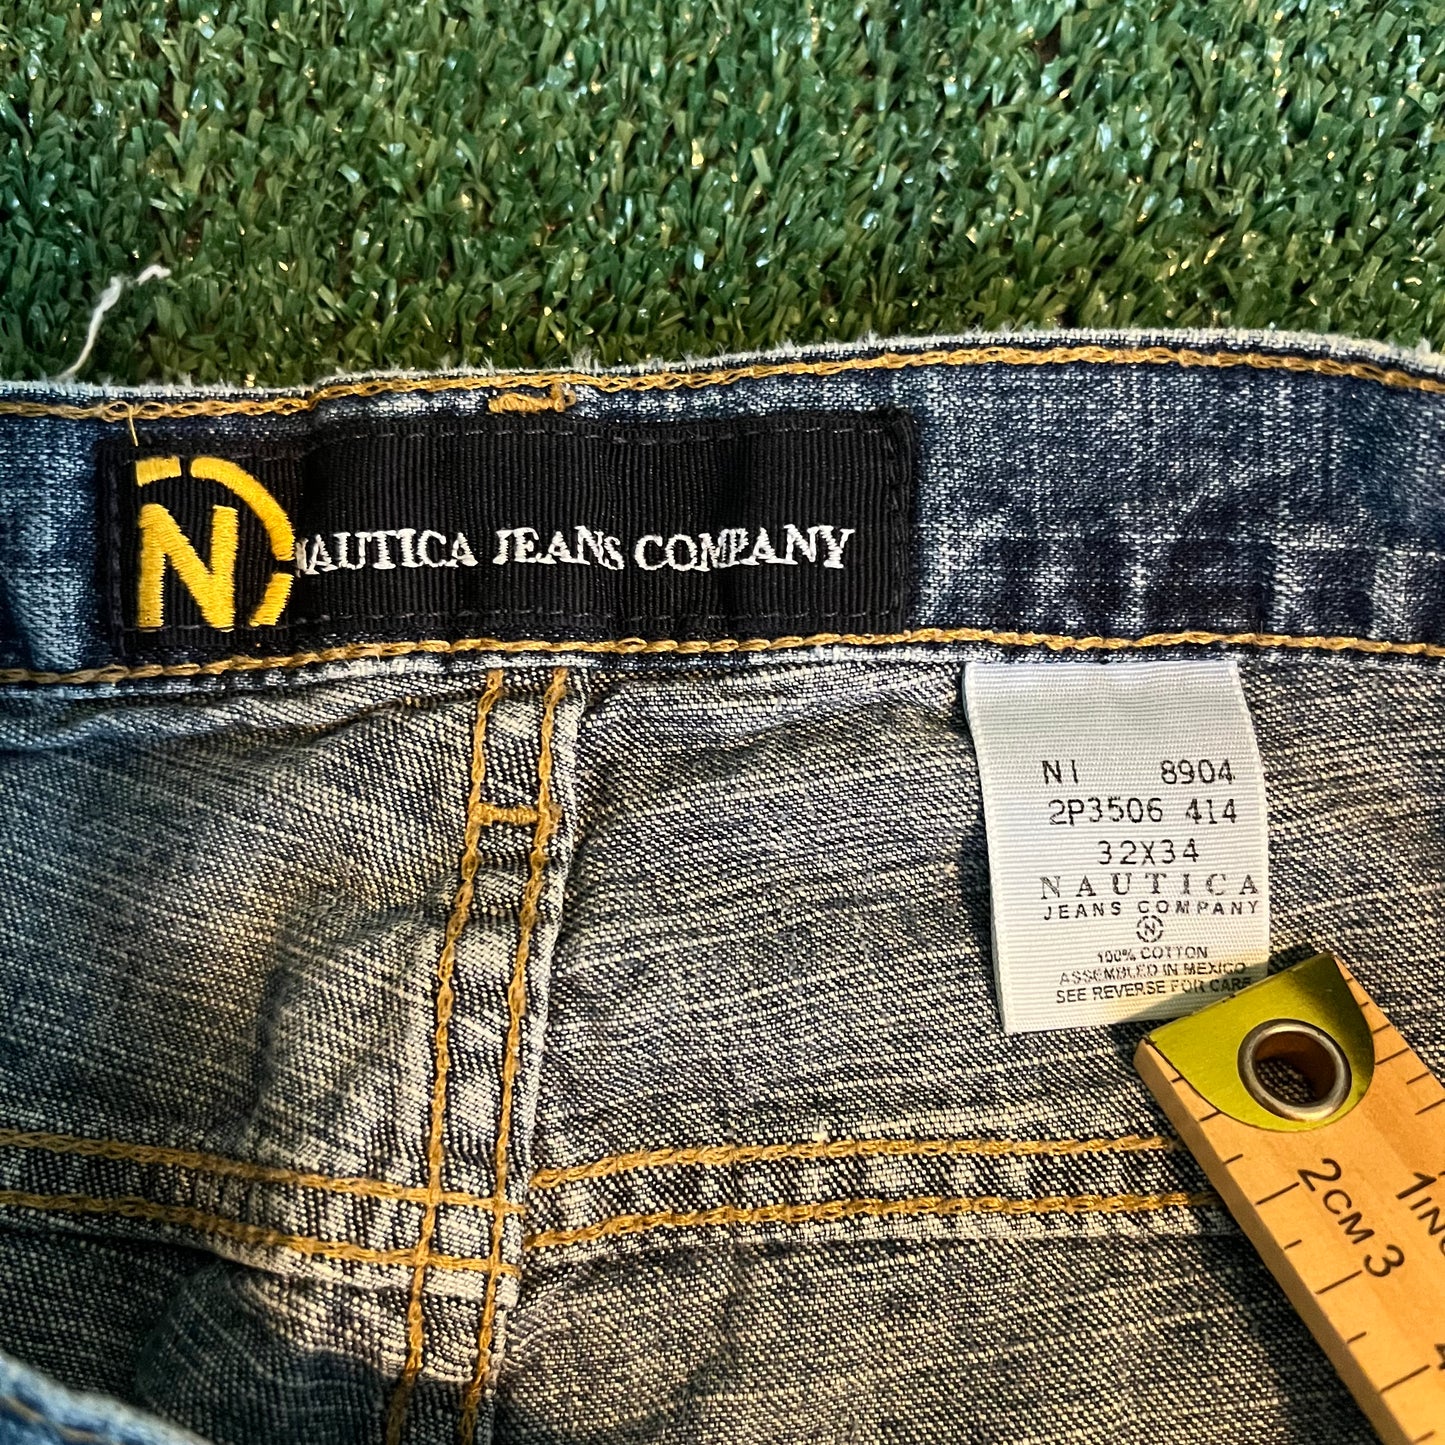 N
NAUTICA JEANS COMPANY
NI 8904
2P3506 414
32X34
NAUTICA
JEANS COMPANY
N
100% COTTON
ASSEMBLED IN MEXICO
SEE REVERSE FOR CARE
2CM 3
1IN